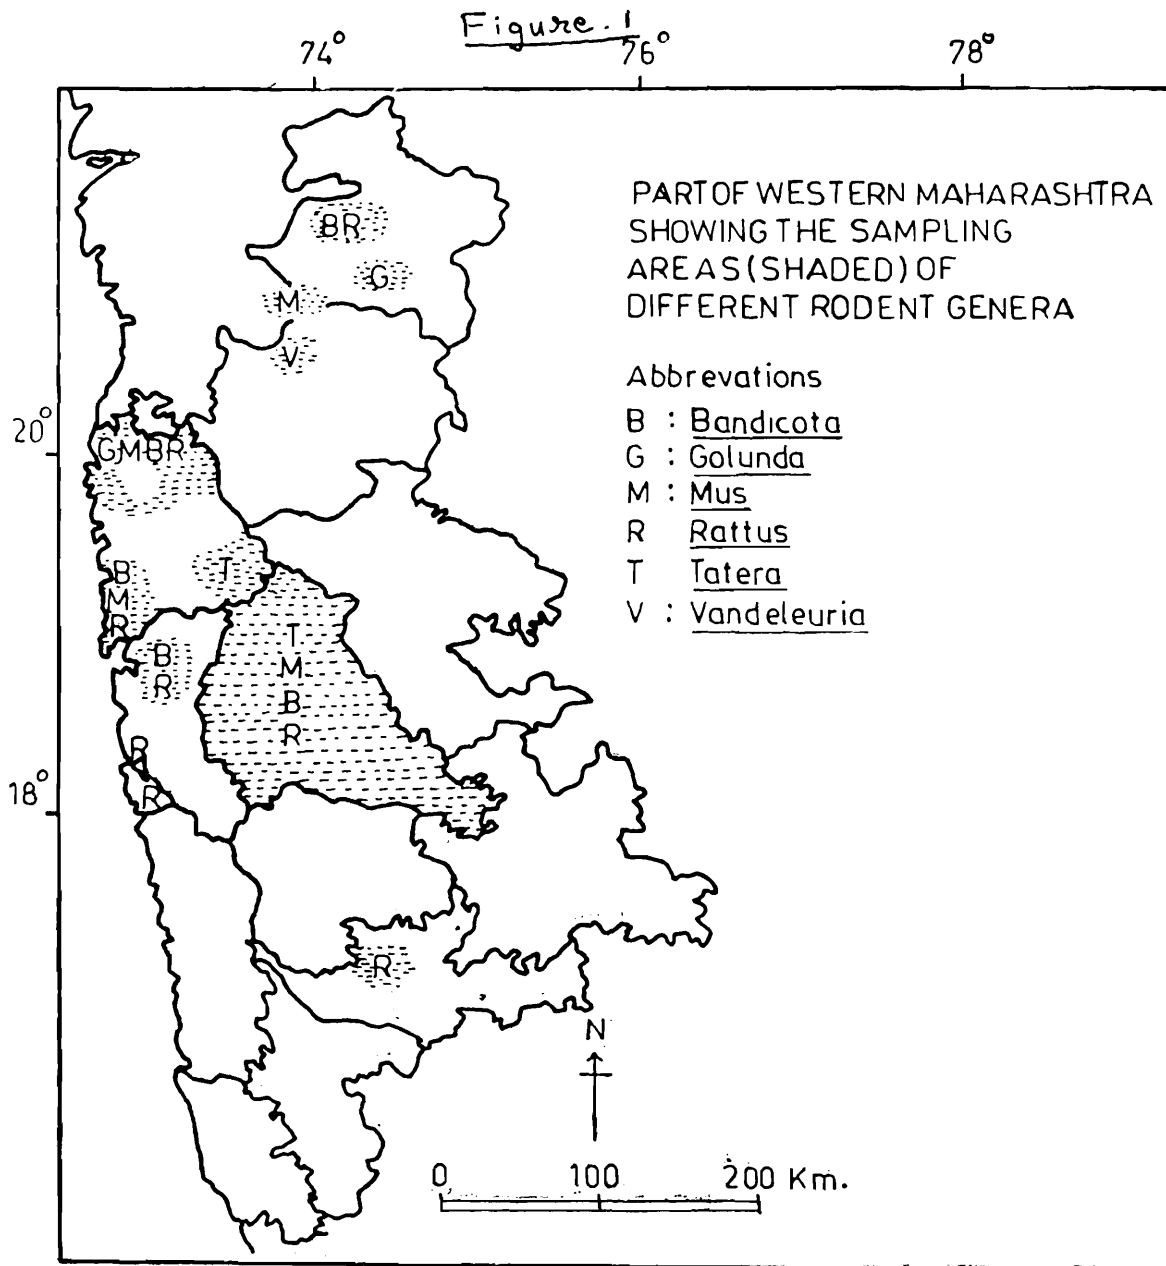 Figure. 1
74° 76° 78°
PART OF WESTERN MAHARASHTRA
SHOWING THE SAMPLING
AREAS (SHADED) OF
DIFFERENT RODENT GENERA
Abbrevations
B : Bandicota
G : Golunda
M : Mus
R Rattus
T Tatera
V : Vandeleuria
BR
G
M
V
20°
GMBR
T
B
M
R
B
R
T
M
B
R
R
R
18°
R
N
0 100 200 Km.